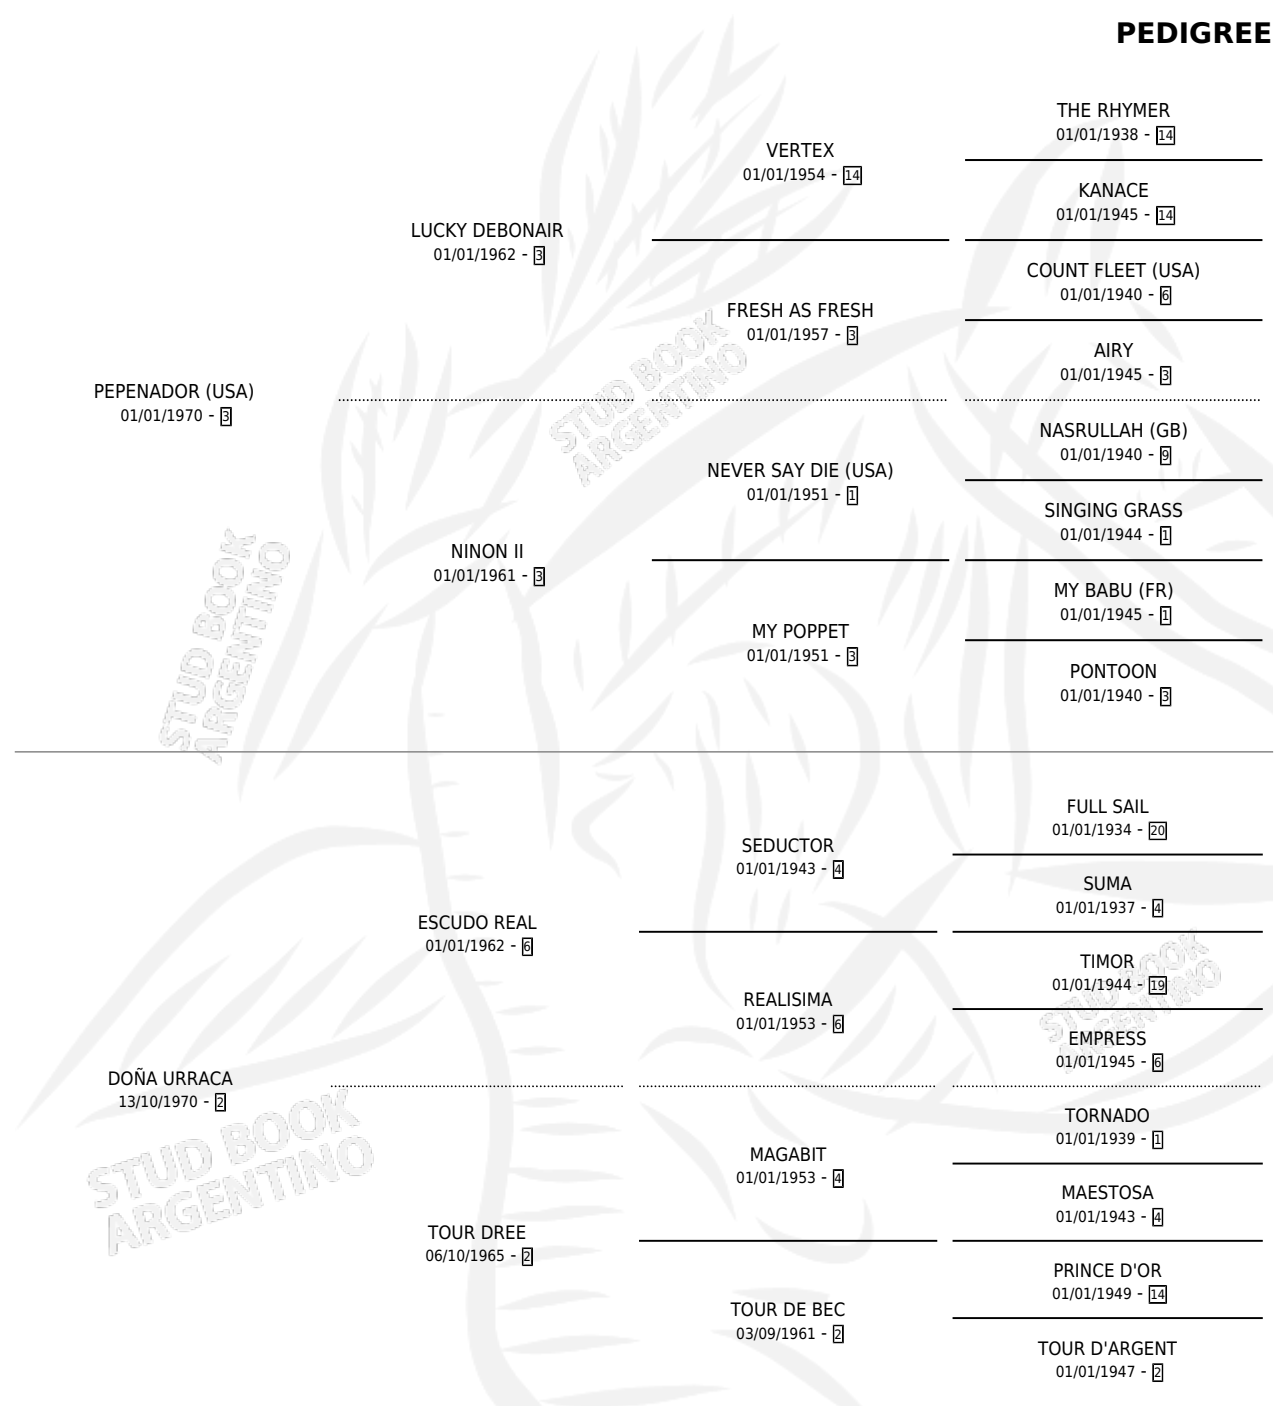 PEDIGREE
THE RHYMER
01/01/1938 - 14
VERTEX
01/01/1954 - 14
KANACE
01/01/1945 - 14
LUCKY DEBONAIR
01/01/1962 - 3
COUNT FLEET (USA)
01/01/1940 - 6
FRESH AS FRESH
01/01/1957 - 3
AIRY
01/01/1945 - 3
PEPENADOR (USA)
01/01/1970 - 3
NASRULLAH (GB)
01/01/1940 - 9
NEVER SAY DIE (USA)
01/01/1951 - 1
SINGING GRASS
01/01/1944 - 1
NINON II
01/01/1961 - 3
MY BABU (FR)
01/01/1945 - 1
MY POPPET
01/01/1951 - 3
PONTOON
01/01/1940 - 3
FULL SAIL
01/01/1934 - 20
SEDUCTOR
01/01/1943 - 4
SUMA
01/01/1937 - 4
ESCUDO REAL
01/01/1962 - 6
TIMOR
01/01/1944 - 19
REALISIMA
01/01/1953 - 6
EMPRESS
01/01/1945 - 6
DOÑA URRACA
13/10/1970 - 2
TORNADO
01/01/1939 - 1
MAGABIT
01/01/1953 - 4
MAESTOSA
01/01/1943 - 4
TOUR DREE
06/10/1965 - 2
PRINCE D'OR
01/01/1949 - 14
TOUR DE BEC
03/09/1961 - 2
TOUR D'ARGENT
01/01/1947 - 2
STUD BOOK
ARGENTINO
STUD BOOK
ARGENTINO
STUD BOOK
ARGENTINO
STUD BOOK
ARGENTINO